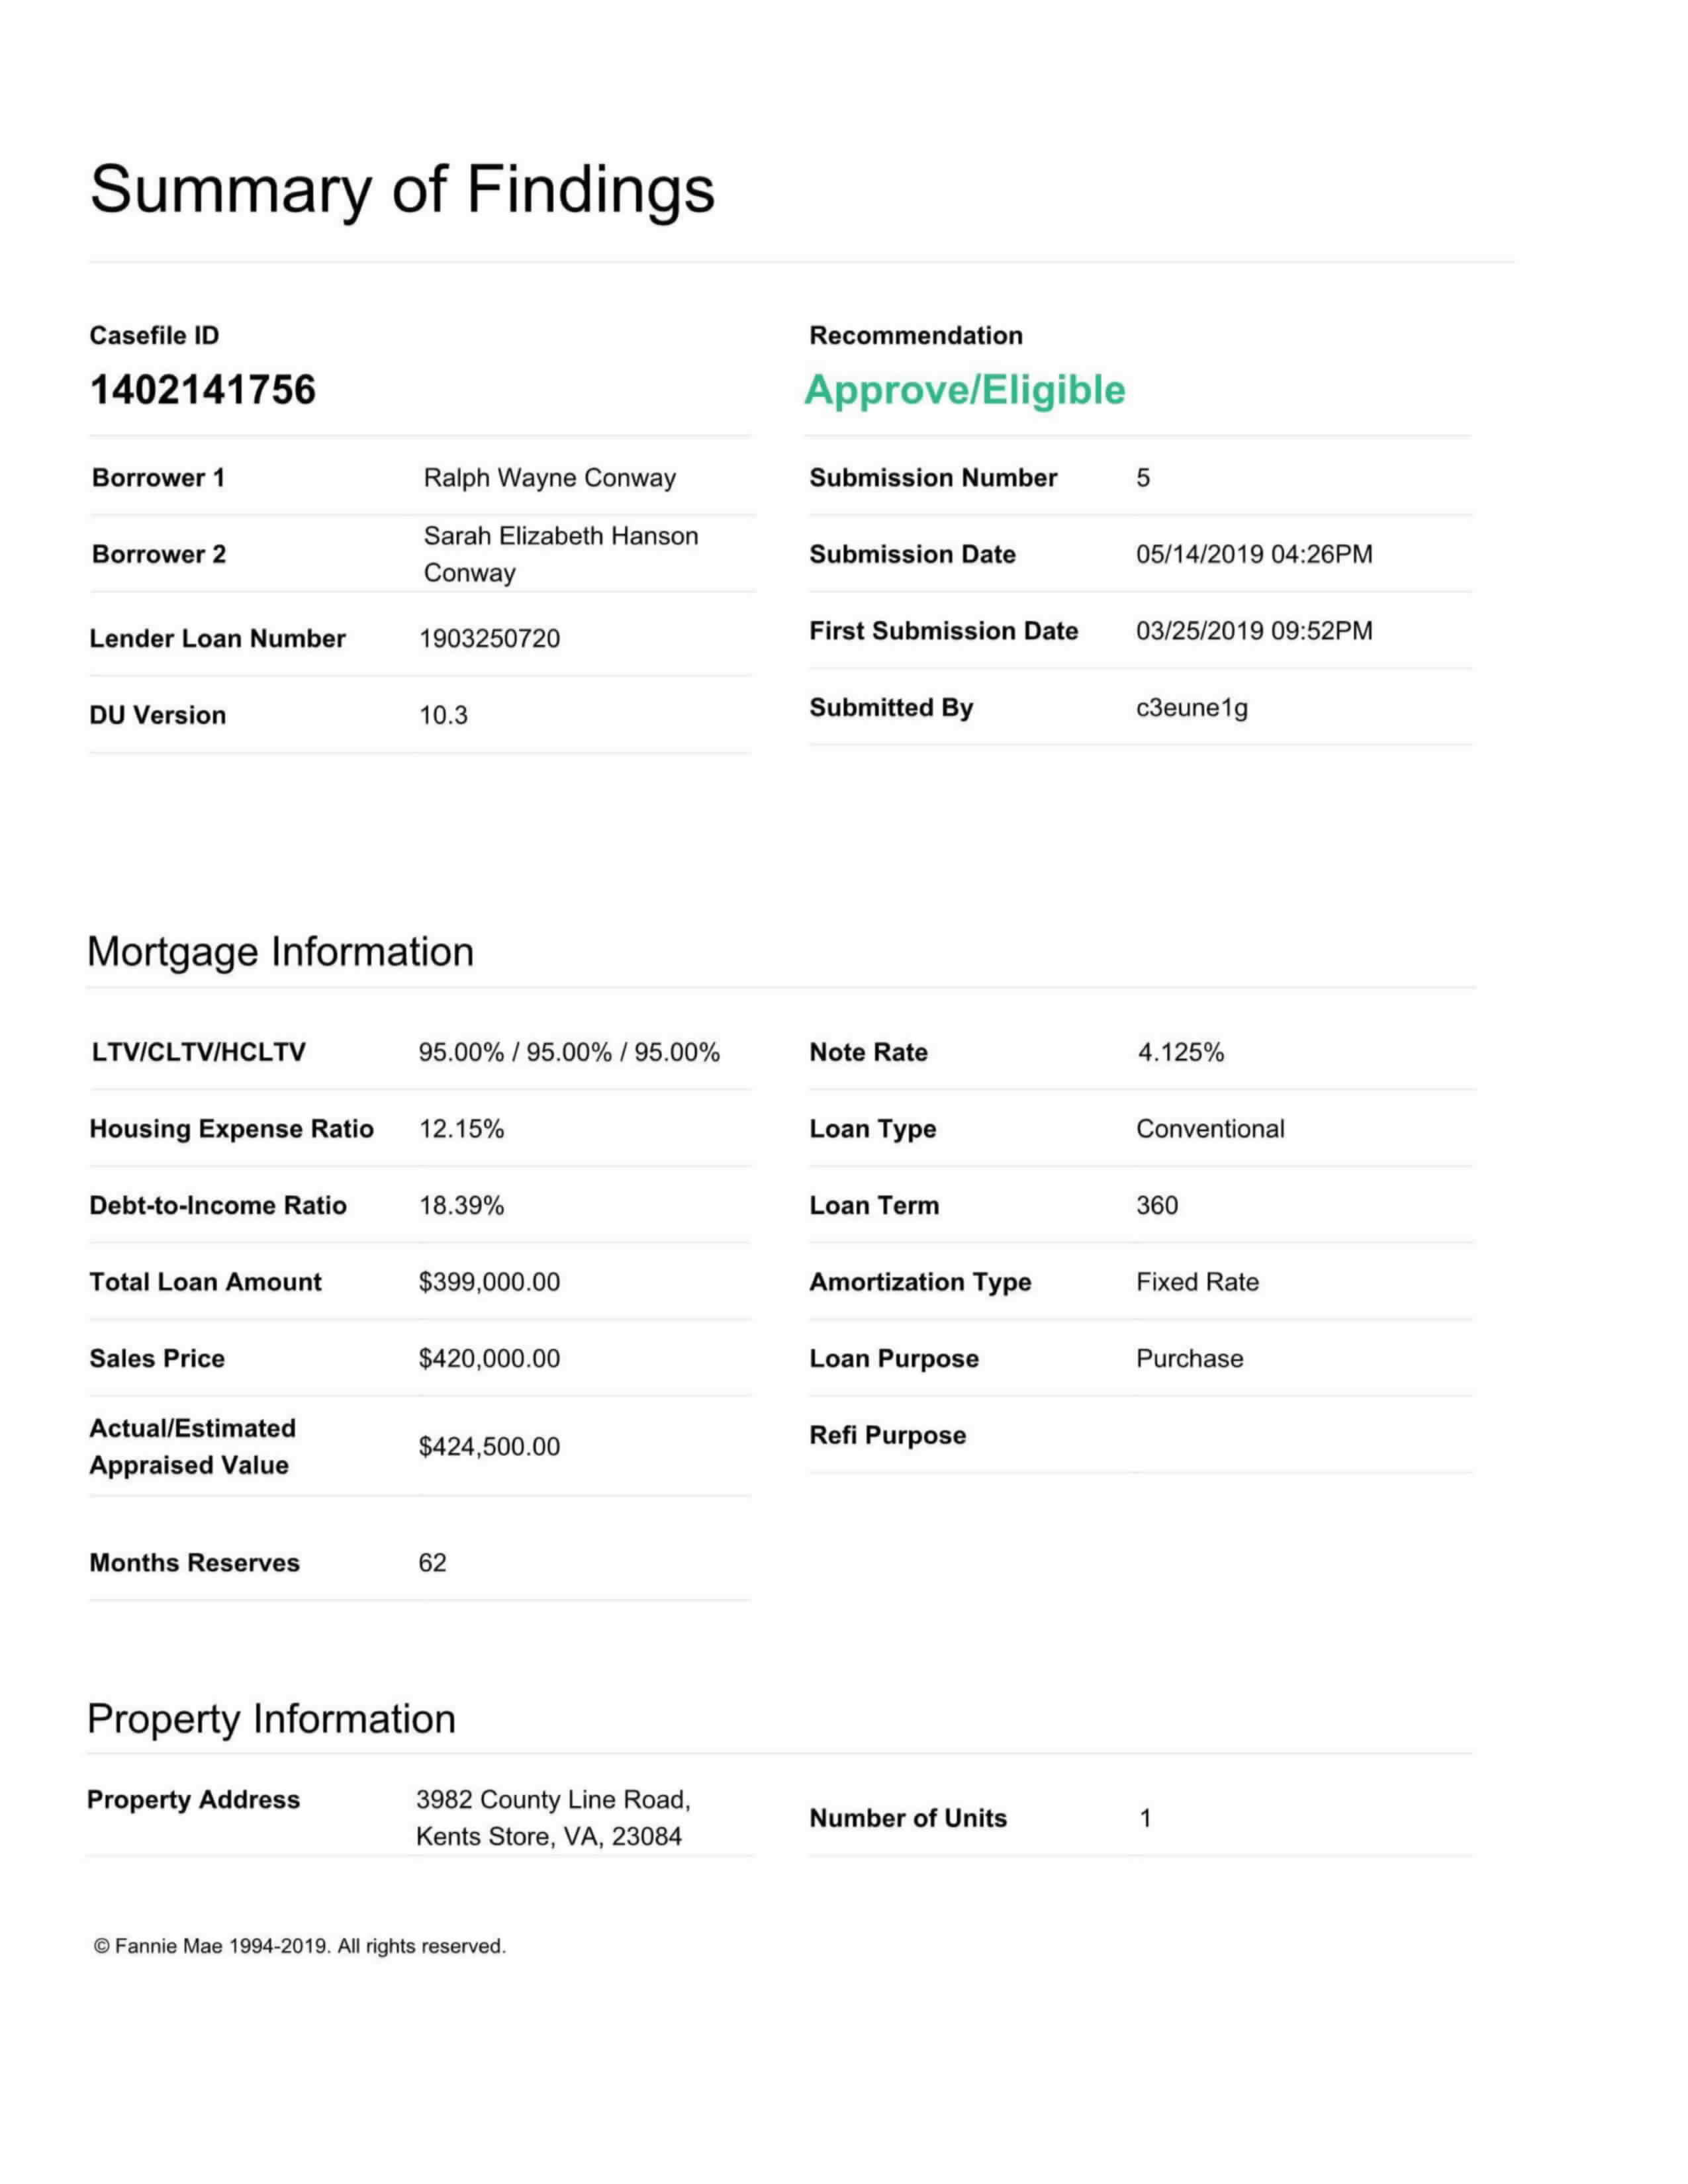 Summary of Findings
Casefile ID
1402141756
Recommendation
Approve/Eligible
Borrower 1 Ralph Wayne Conway
Borrower 2 Sarah Elizabeth Hanson
Conway
Lender Loan Number 1903250720
DU Version 10.3
Submission Number 5
Submission Date 05/14/2019 04:26PM
First Submission Date 03/25/2019 09:52PM
Submitted By c3eune1g
Mortgage Information
LTV/CLTV/HCLTV 95.00% / 95.00% / 95.00%
Housing Expense Ratio 12.15%
Debt-to-Income Ratio 18.39%
Total Loan Amount $399,000.00
Sales Price $420,000.00
Actual/Estimated
Appraised Value $424,500.00
Months Reserves 62
Note Rate 4.125%
Loan Type Conventional
Loan Term 360
Amortization Type Fixed Rate
Loan Purpose Purchase
Refi Purpose
Property Information
Property Address 3982 County Line Road,
Kents Store, VA, 23084
Number of Units 1
© Fannie Mae 1994-2019. All rights reserved.